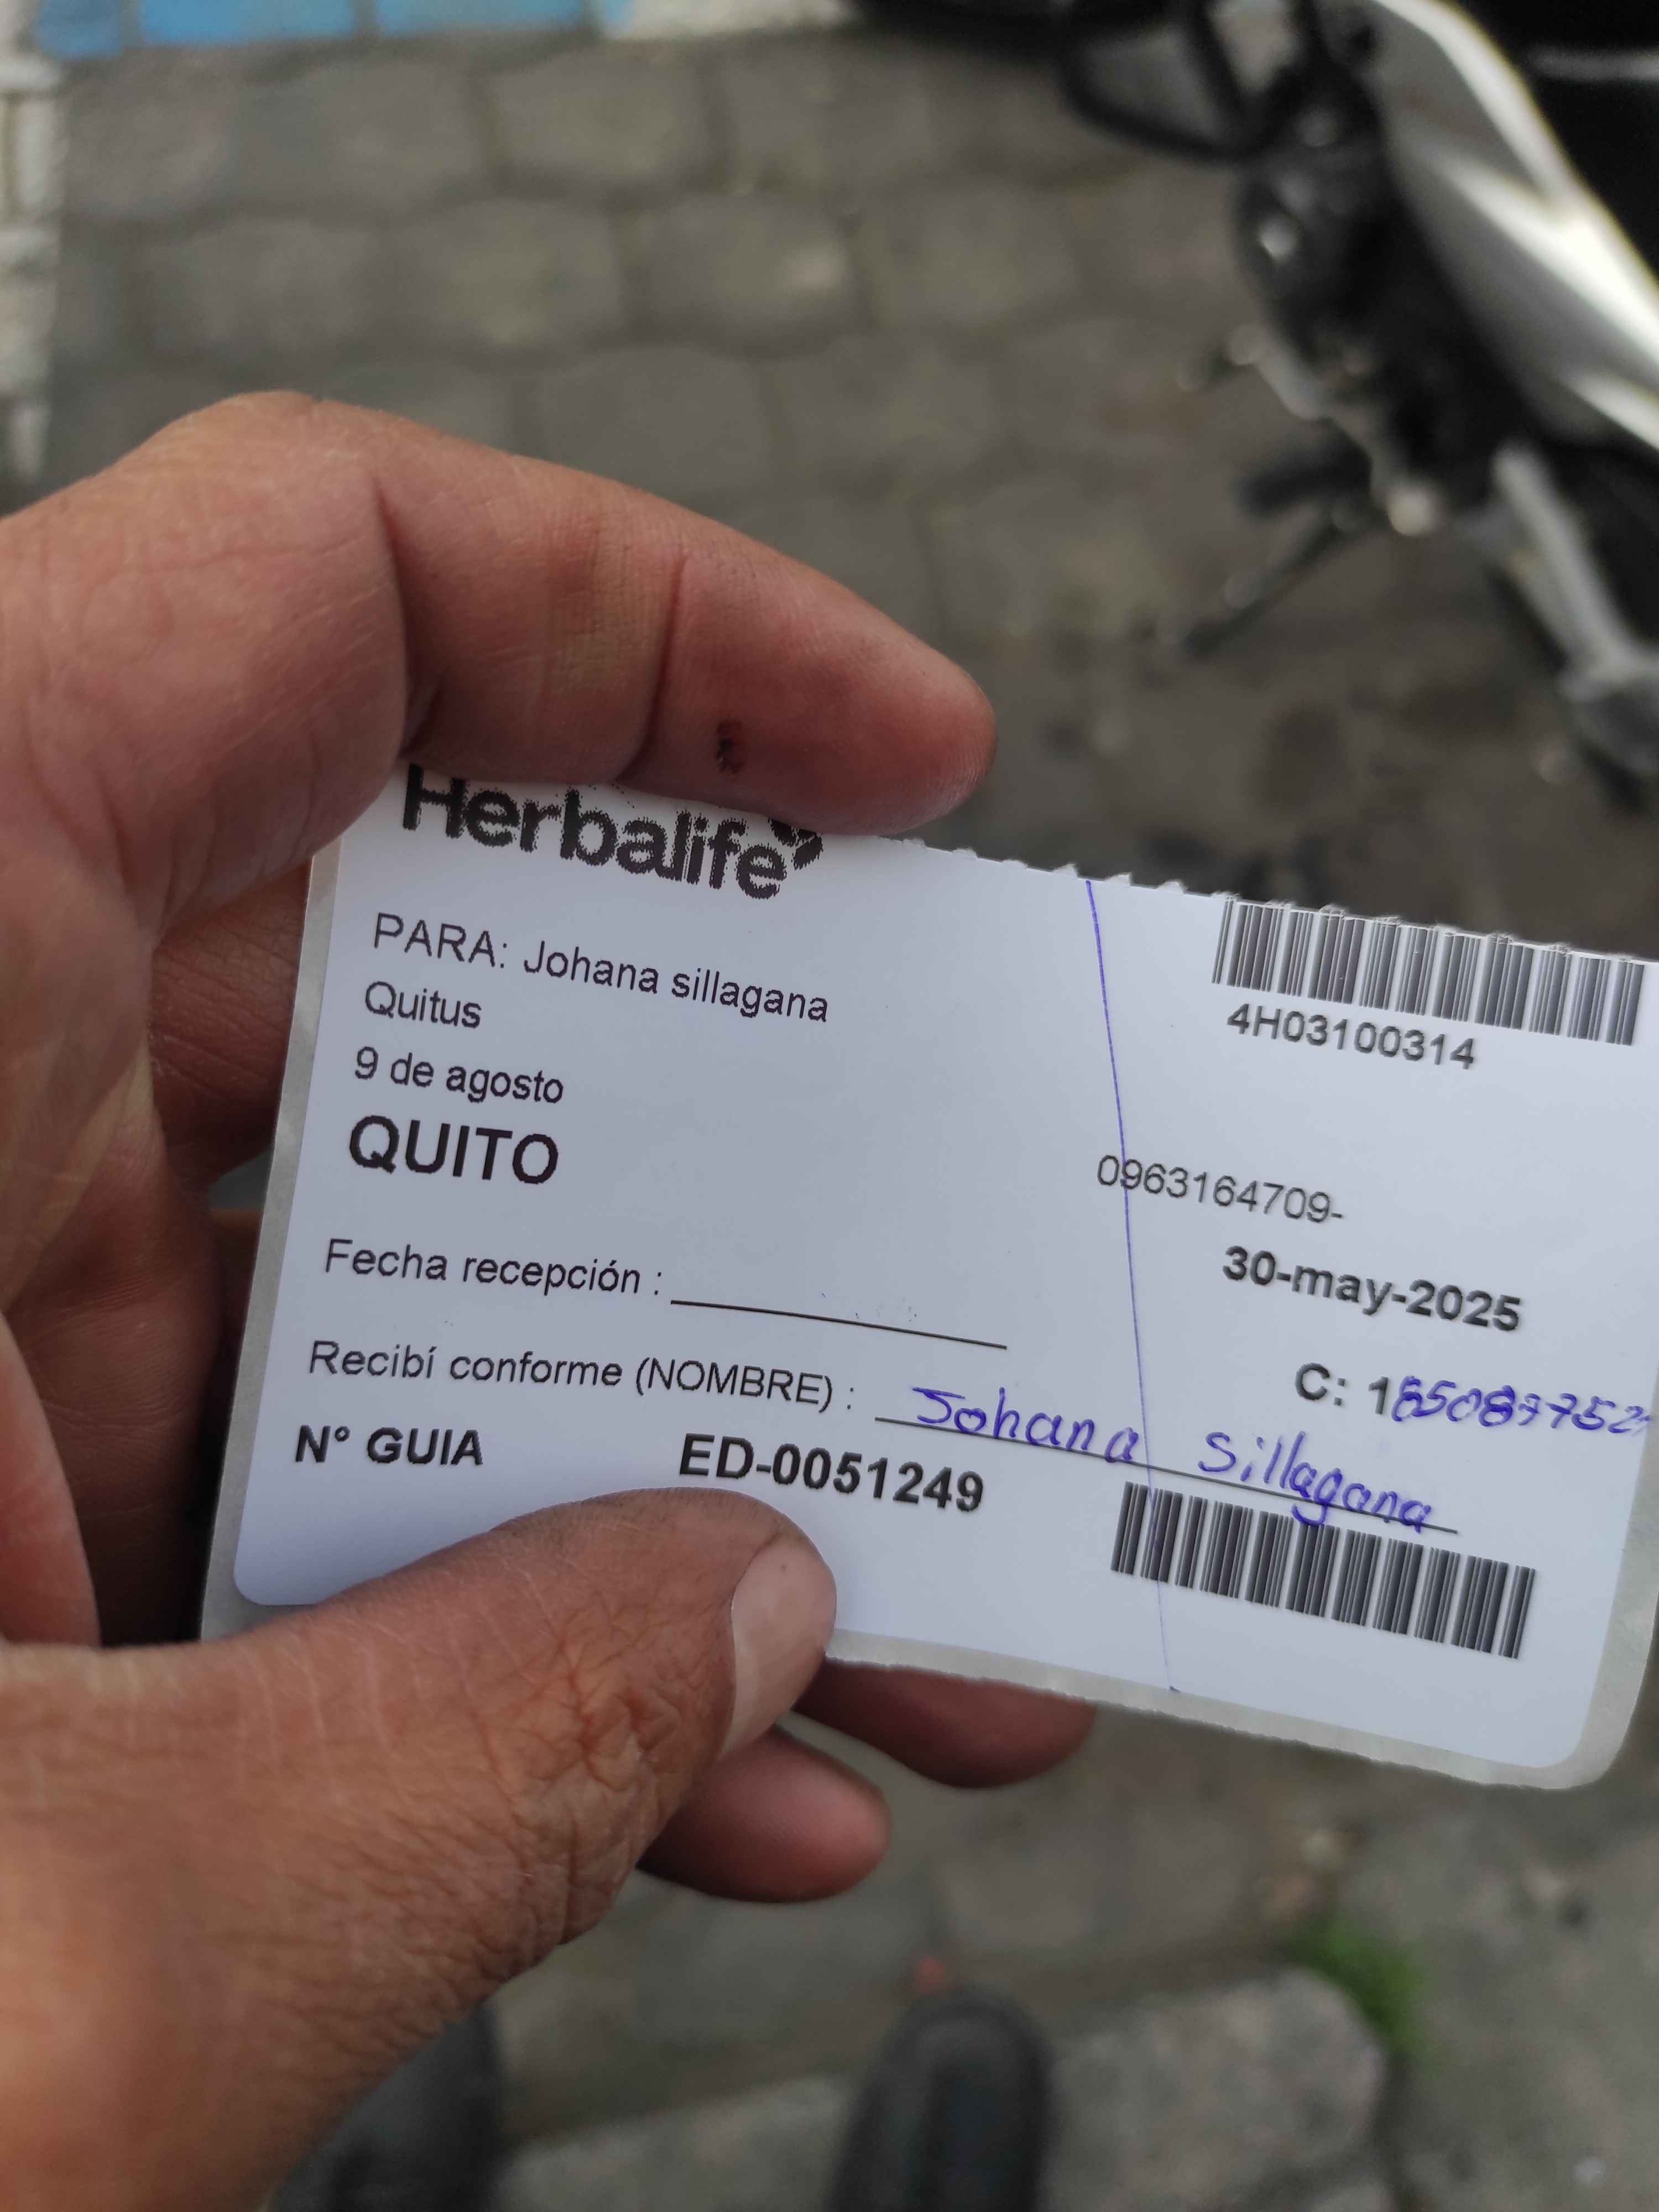 Herbalife
PARA: Johana sillagana
Quitus
9 de agosto
QUITO
4H03100314
0963164709-
30-may-2025
Fecha recepción :
C: 1
Recibí conforme (NOMBRE) : Johana Sillagana
N° GUIA ED-0051249